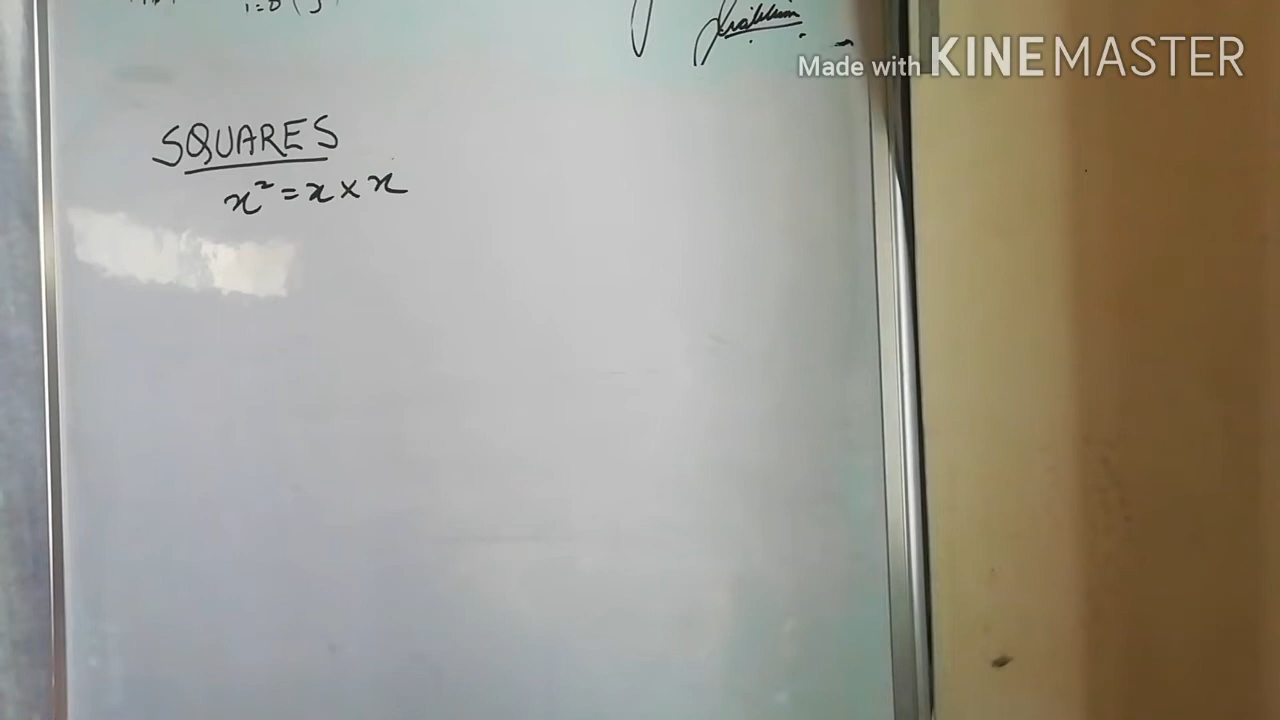 Made with KINEMASTER
SQUARES
x² = x × x